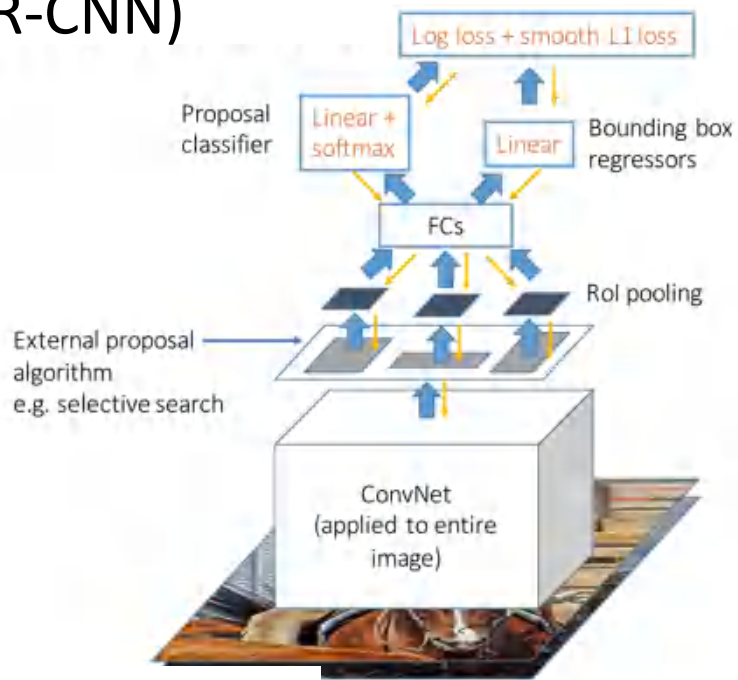 R-CNN)
Log loss + smooth L1 loss
Proposal
classifier
Linear +
softmax
Linear
Bounding box
regressors
FCs
RoI pooling
External proposal
algorithm
e.g. selective search
ConvNet
(applied to entire
image)